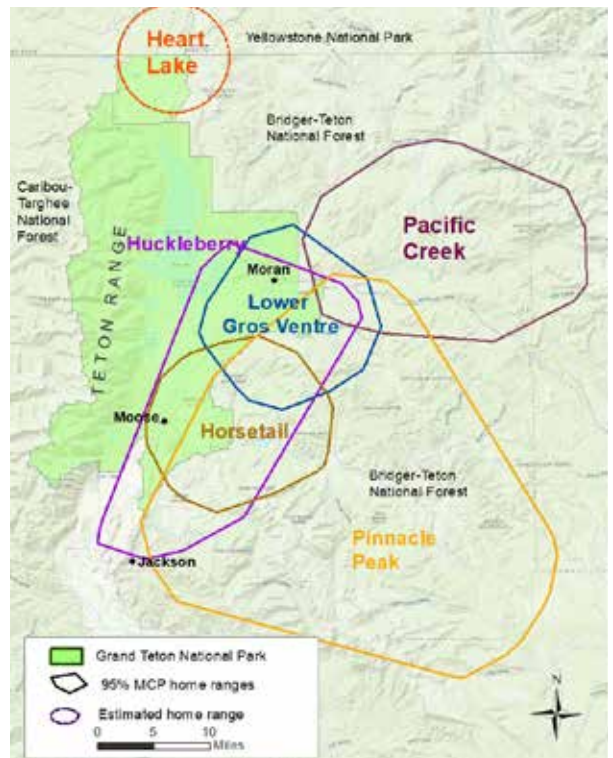 Heart
Lake
Yellowstone National Park
Bridger-Teton
National Forest
Caribou-
Targhee
National
Forest
Pacific
Creek
Huckleberry
Moran
TETON RANGE
Lower
Gros Ventre
Moose
Horsetail
Bridger-Teton
National Forest
Pinnacle
Peak
Jackson
Grand Teton National Park
95% MCP home ranges
Estimated home range
0 5 10
Miles
N